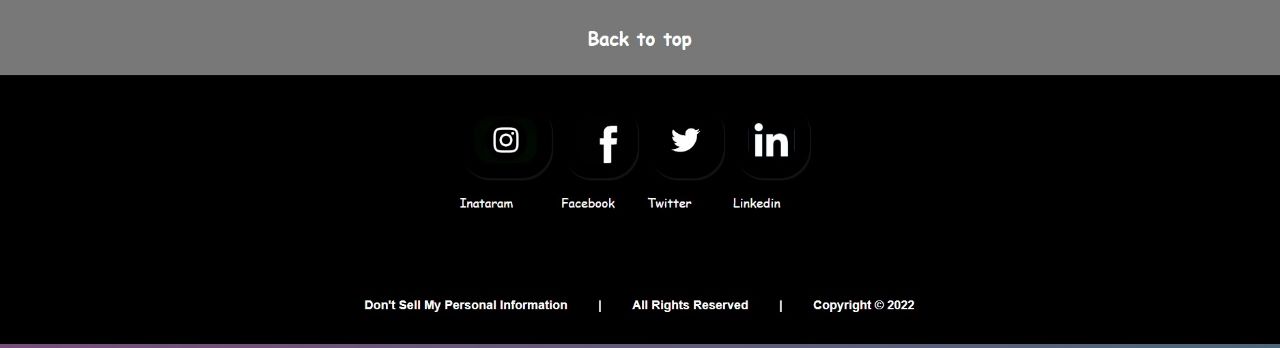 Back to top
Inataram Facebook Twitter Linkedin
Don't Sell My Personal Information | All Rights Reserved | Copyright © 2022